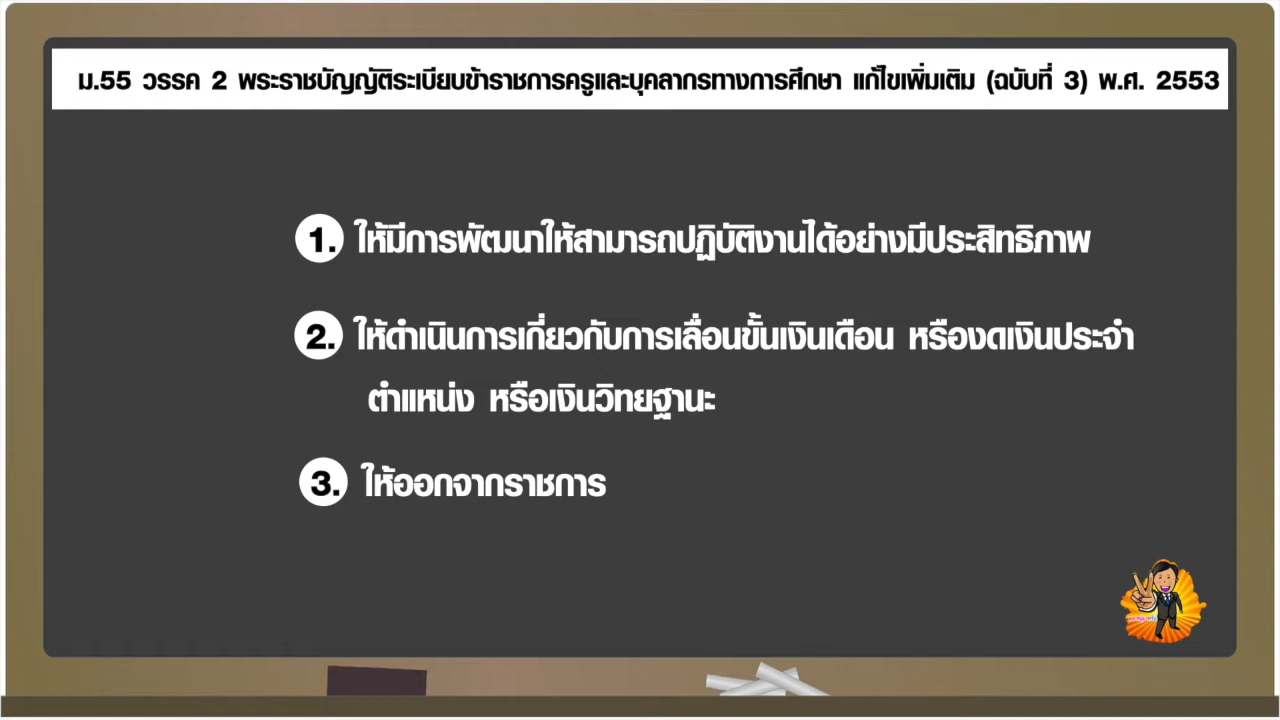 ม.55 วรรค 2 พระราชบัญญัติระเบียบข้าราชการครูและบุคลากรทางการศึกษา แก้ไขเพิ่มเติม (ฉบับที่ 3) พ.ศ. 2553
1. ให้มีการพัฒนาให้สามารถปฏิบัติงานได้อย่างมีประสิทธิภาพ
2. ให้ดำเนินการเกี่ยวกับการเลื่อนขั้นเงินเดือน หรืองดเงินประจำ
ตำแหน่ง หรือเงินวิทยฐานะ
3. ให้ออกจากราชการ